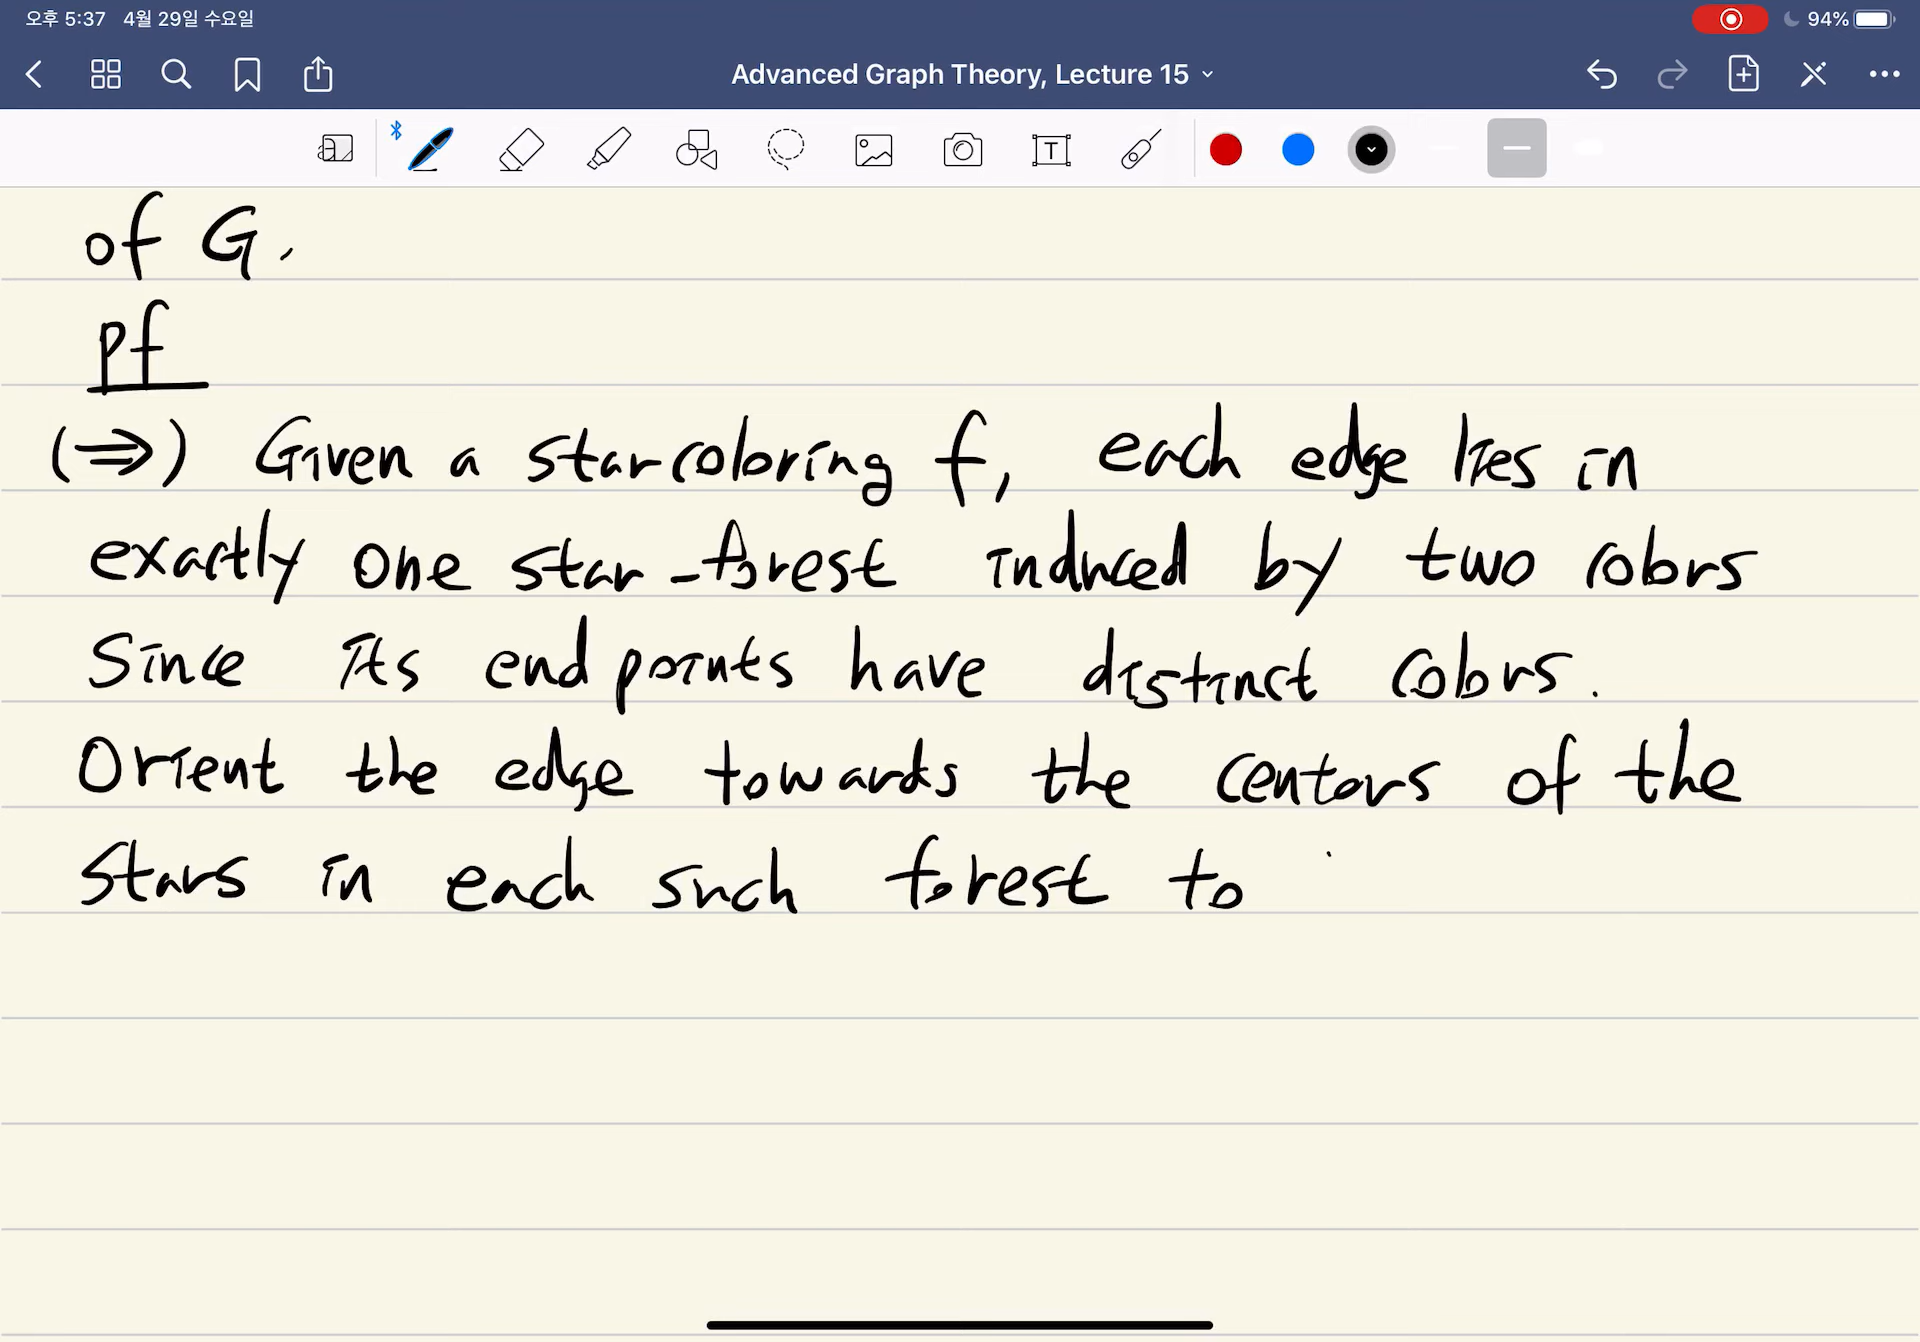 오후 5:37 4월 29일 수요일 94%
Advanced Graph Theory, Lecture 15
of G.
pf
(⇒) Given a starcoloring f, each edge lies in
exactly one star-forest induced by two colors
Since its endpoints have distinct colors.
Orient the edge towards the centors of the
Stars in each such forest to